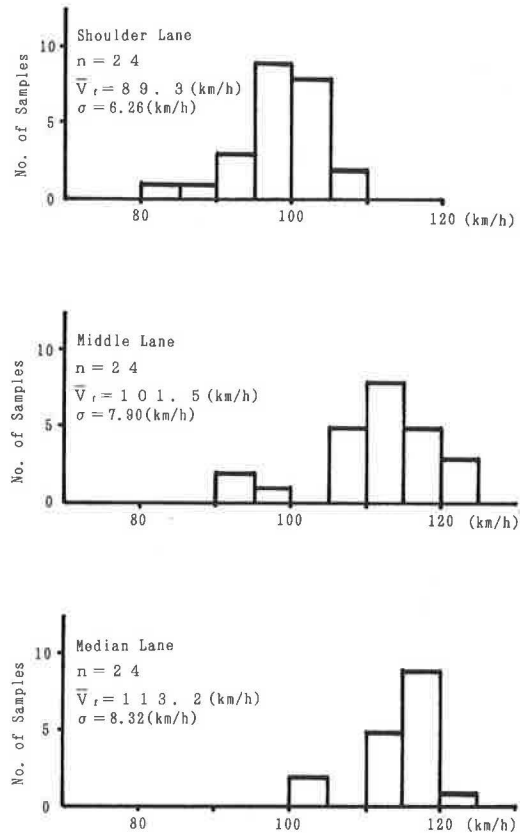 No. of Samples
10
5
0
Shoulder Lane
n = 2 4
V̅ f = 8 9 . 3 (km/h)
σ = 6.26(km/h)
80
100
120 (km/h)
No. of Samples
10
5
0
Middle Lane
n = 2 4
V̅ f = 1 0 1 . 5 (km/h)
σ = 7.90(km/h)
80
100
120 (km/h)
No. of Samples
10
5
0
Median Lane
n = 2 4
V̅ f = 1 1 3 . 2 (km/h)
σ = 8.32(km/h)
80
100
120 (km/h)